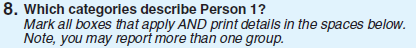 8. Which categories describe Person 1?
Mark all boxes that apply AND print details in the spaces below.
Note, you may report more than one group.